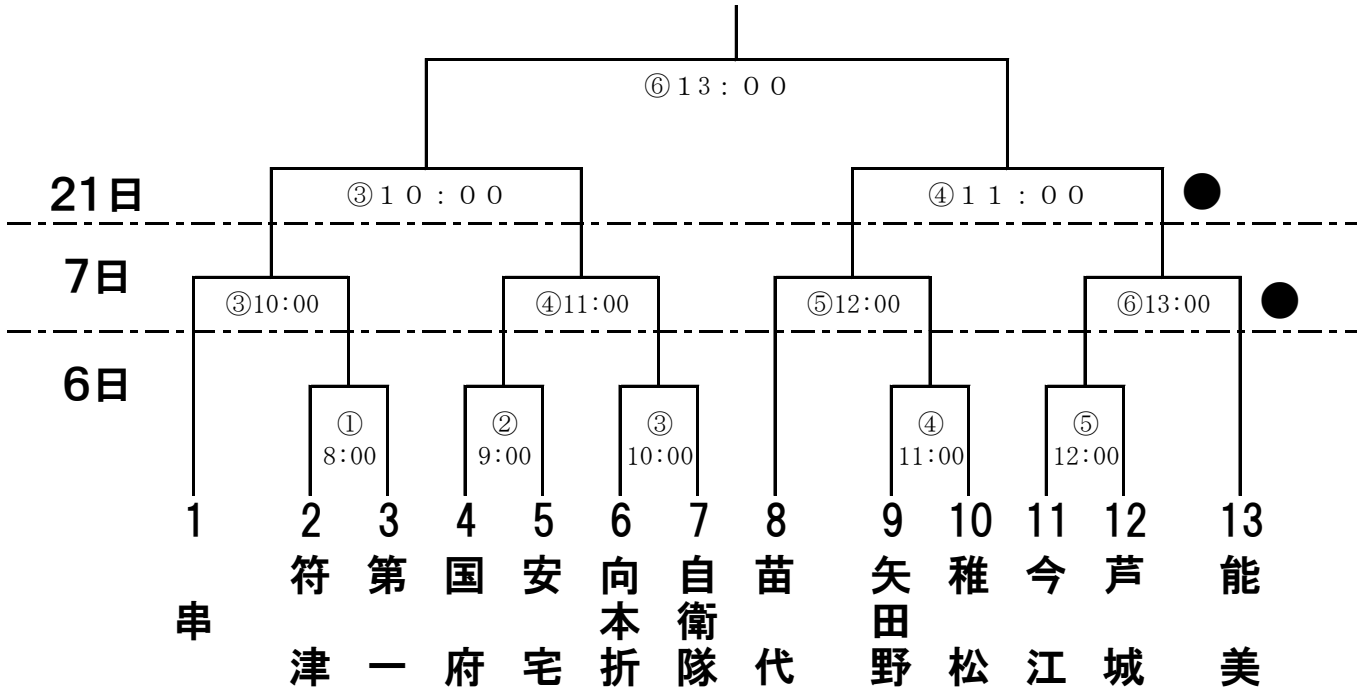 ⑥13:00
21日
③10:00
④11:00
7日
③10:00
④11:00
⑤12:00
⑥13:00
6日
①
8:00
②
9:00
③
10:00
④
11:00
⑤
12:00
1
2
3
4
5
6
7
8
9
10
11
12
13
串
符津
第一
国府
安宅
向本折
自衛隊
苗代
矢田野
稚松
今江
芦城
能美